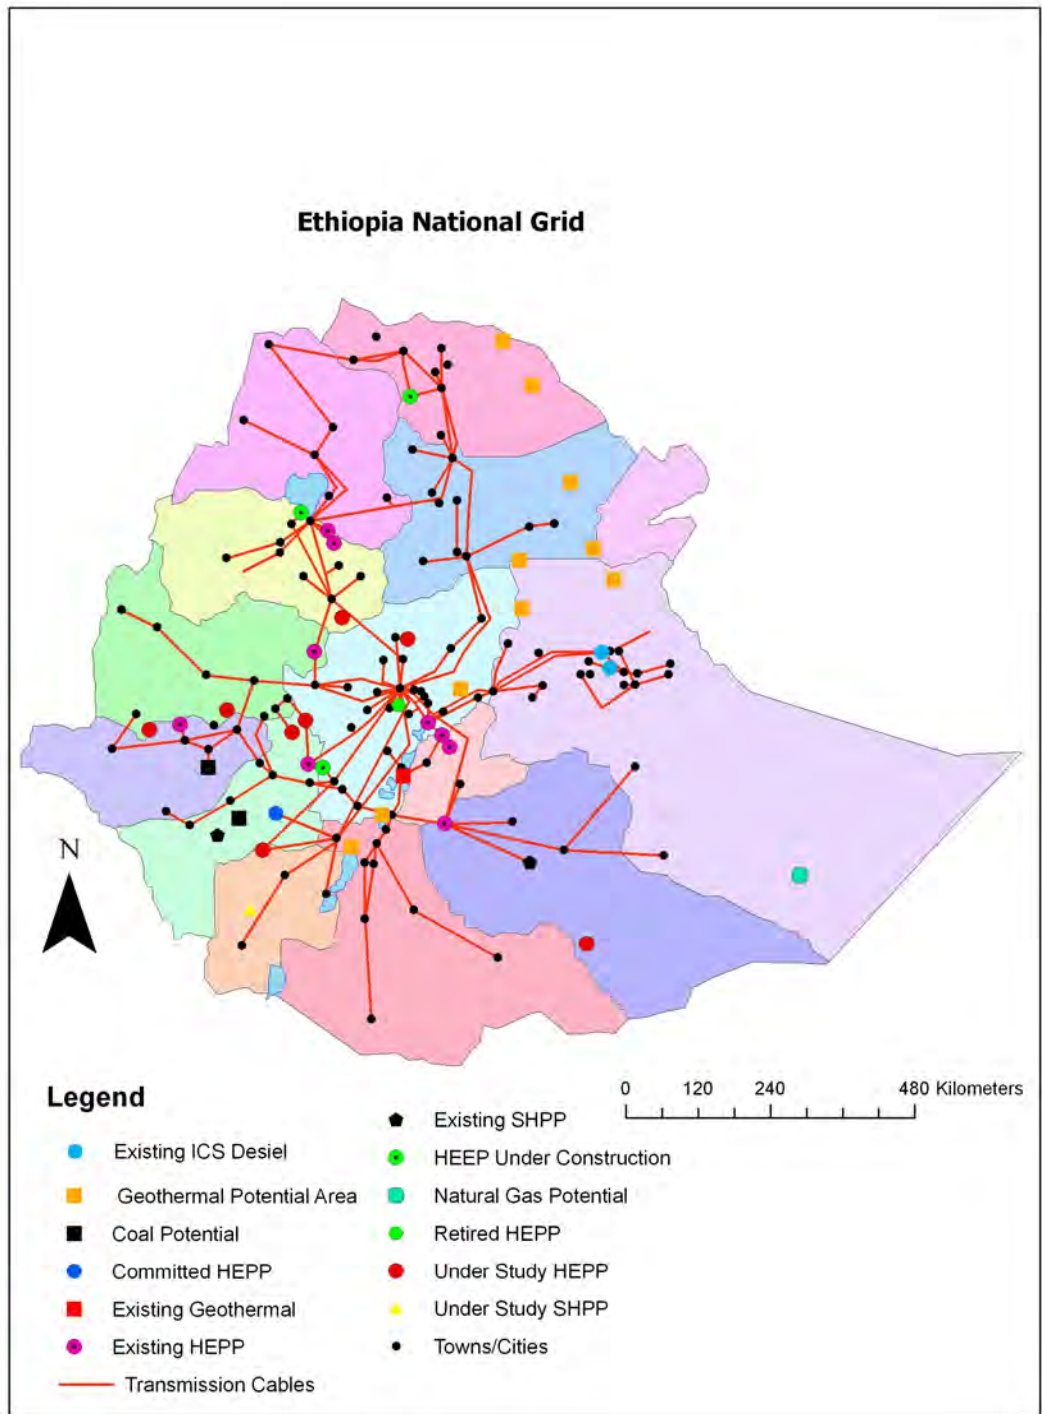 Ethiopia National Grid
N
0 120 240 480 Kilometers
Legend
Existing ICS Desiel
Geothermal Potential Area
Coal Potential
Committed HEPP
Existing Geothermal
Existing HEPP
Transmission Cables
Existing SHPP
HEEP Under Construction
Natural Gas Potential
Retired HEPP
Under Study HEPP
Under Study SHPP
Towns/Cities